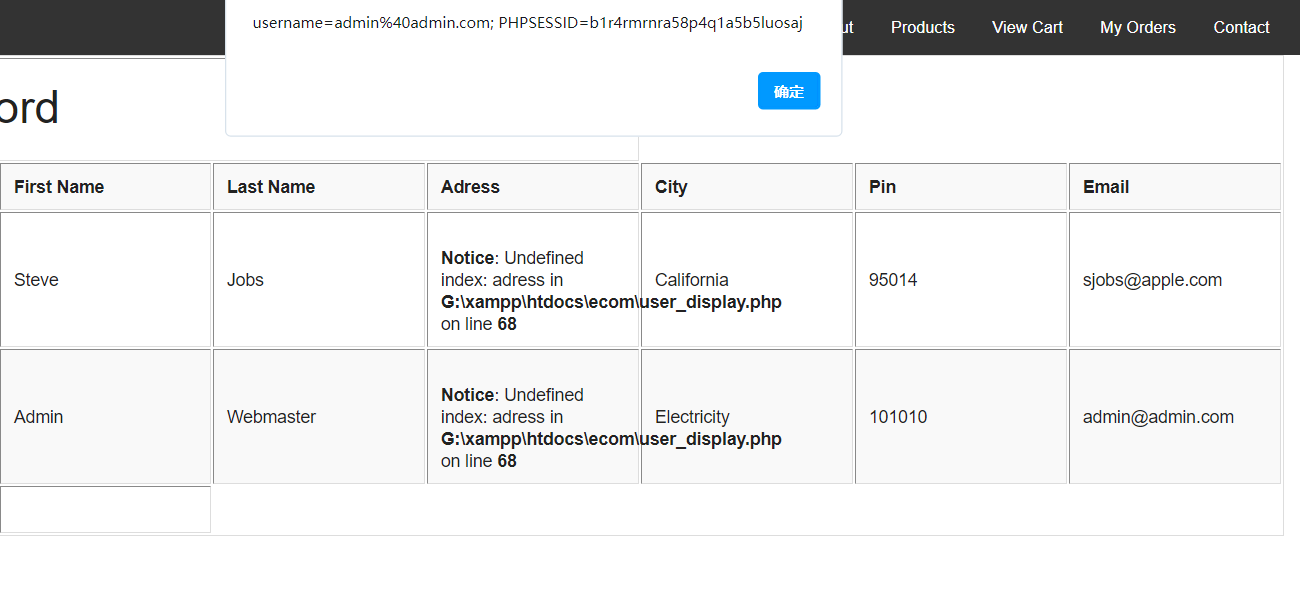 username=admin%40admin.com; PHPSESSID=b1r4rmrnra58p4q1a5b5luosaj
确定
ut Products View Cart My Orders Contact
ord
First Name Last Name Adress City Pin Email
Steve Jobs
Notice: Undefined
index: adress in
G:\xampp\htdocs\ecom\user_display.php
on line 68
California 95014 sjobs@apple.com
Admin Webmaster
Notice: Undefined
index: adress in
G:\xampp\htdocs\ecom\user_display.php
on line 68
Electricity 101010 admin@admin.com